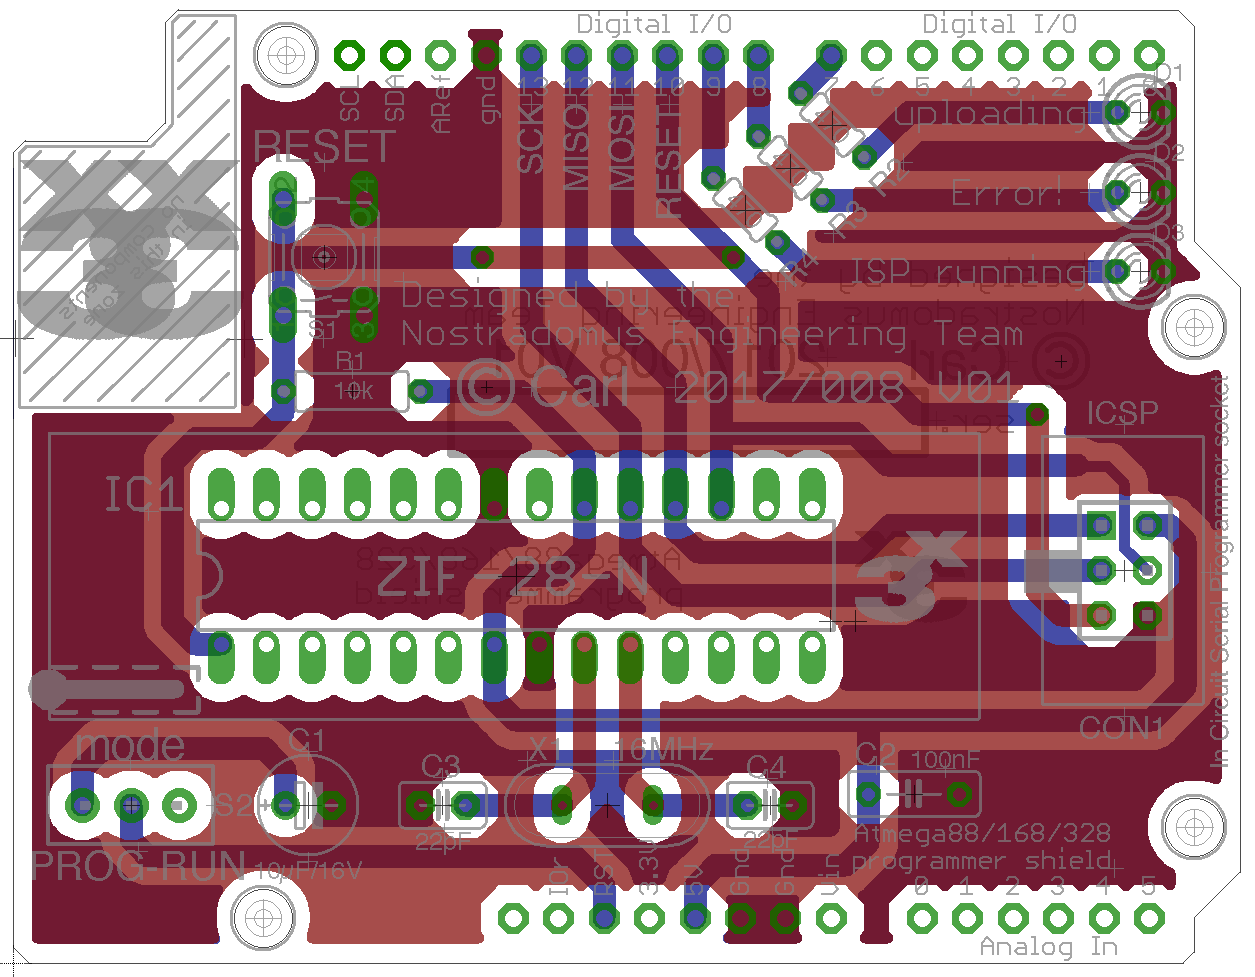 Digital I/O
Digital I/O
SCL
SDA
ARef
gnd
13
12
11
10
9
8
7
6
5
4
3
2
1
SCK
MISO
MOSI
RESET
D1
uploading
RESET
D2
R2
Error!
R3
D3
R4
ISP running
S1
Designed by the
Nostradomus Engineering Team
R1
10k
© Carl 2017/008 V01
ICSP
IC1
ZIF-28-N
In Circuit Serial Programmer socket
CON1
mode
C1
C3
X1
16MHz
C4
C2
100nF
S2
+
22pF
22pF
PROG-RUN
10µF/16V
Atmega88/168/328
programmer shield
IOr
RST
3.3V
5V
Gnd
Gnd
Vin
0
1
2
3
4
5
Analog In